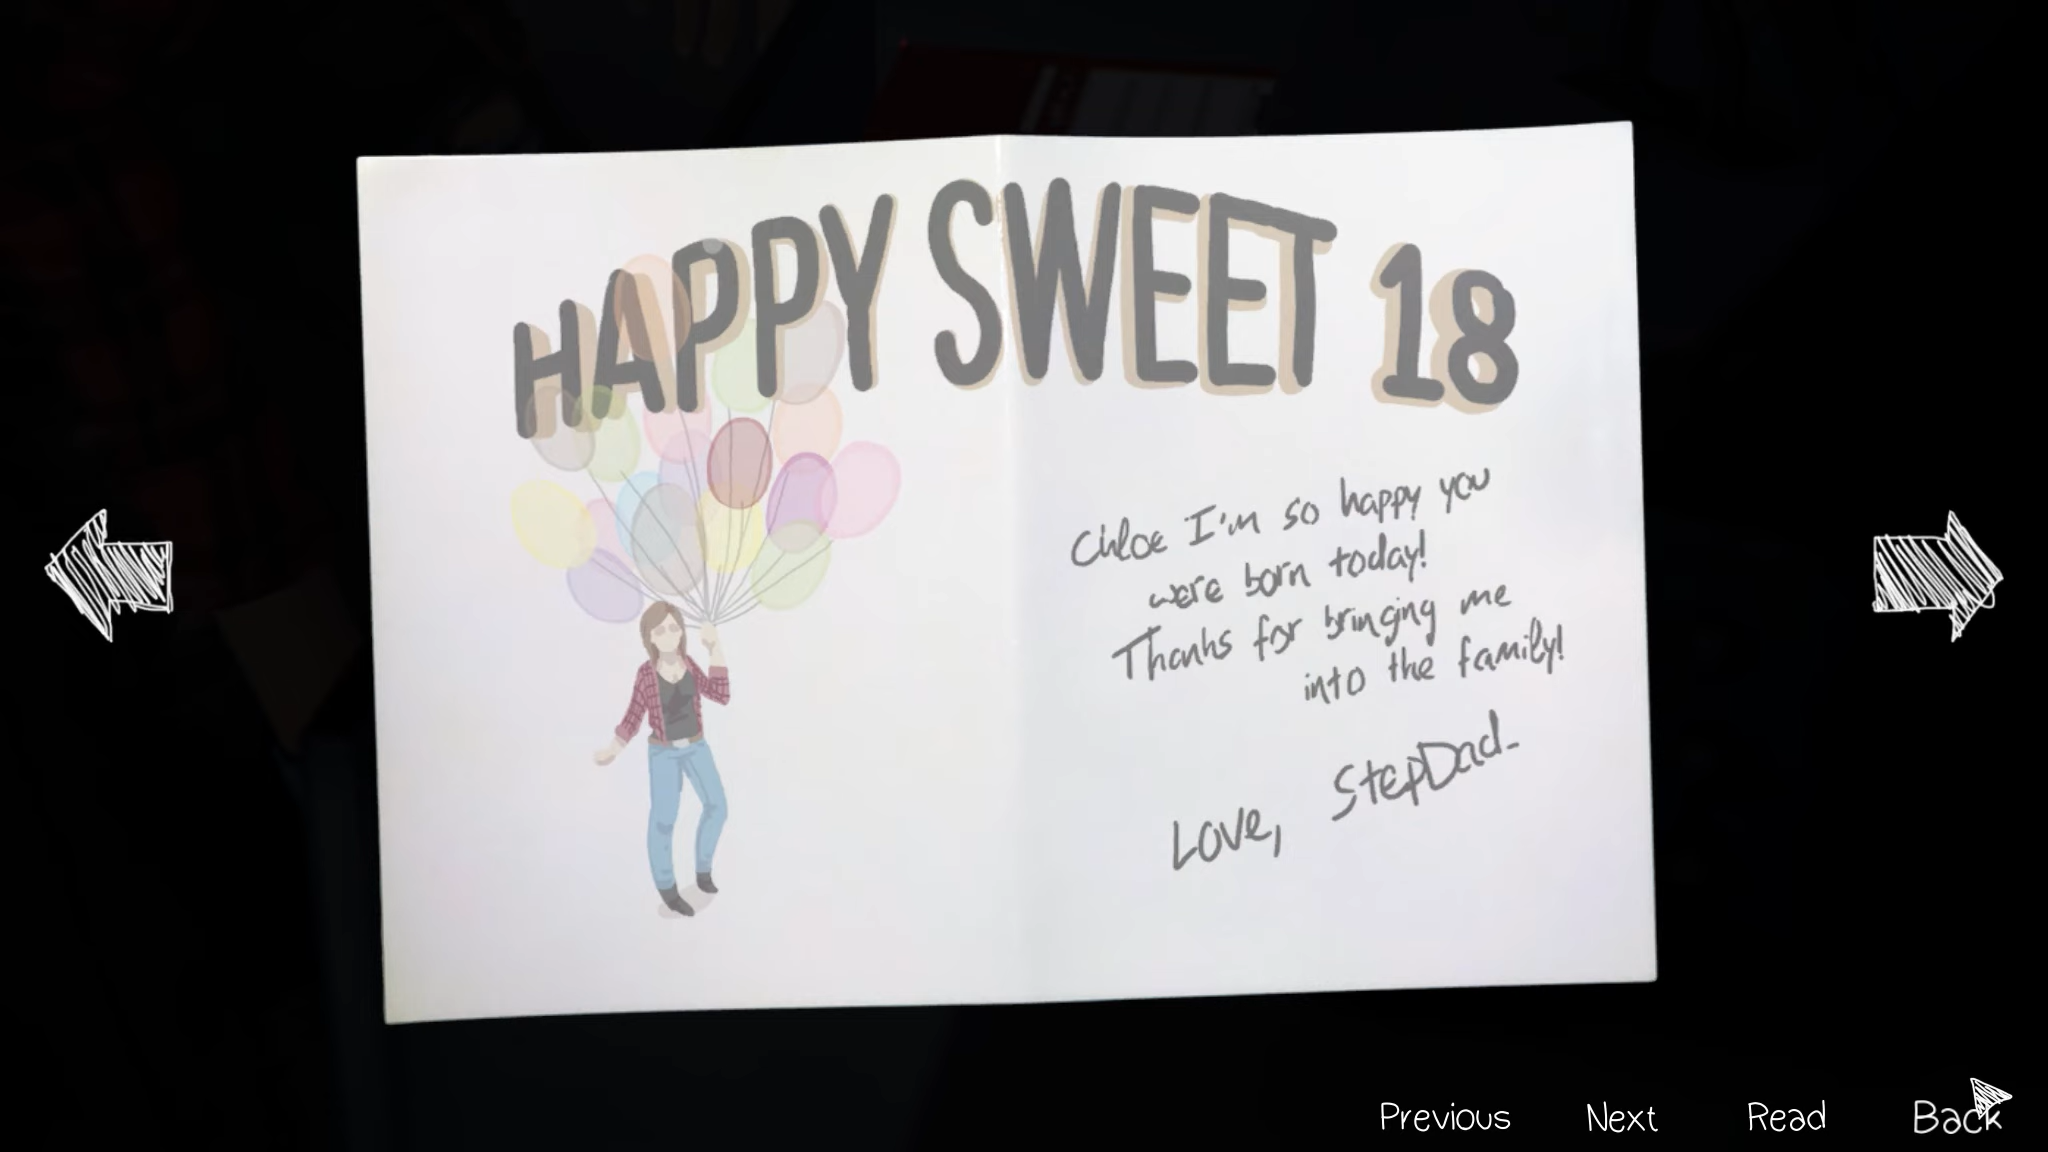 HAPPY SWEET 18
Chloe I'm so happy you
were born today!
Thanks for bringing me
into the family!
Love, StepDad-
Previous Next Read Back